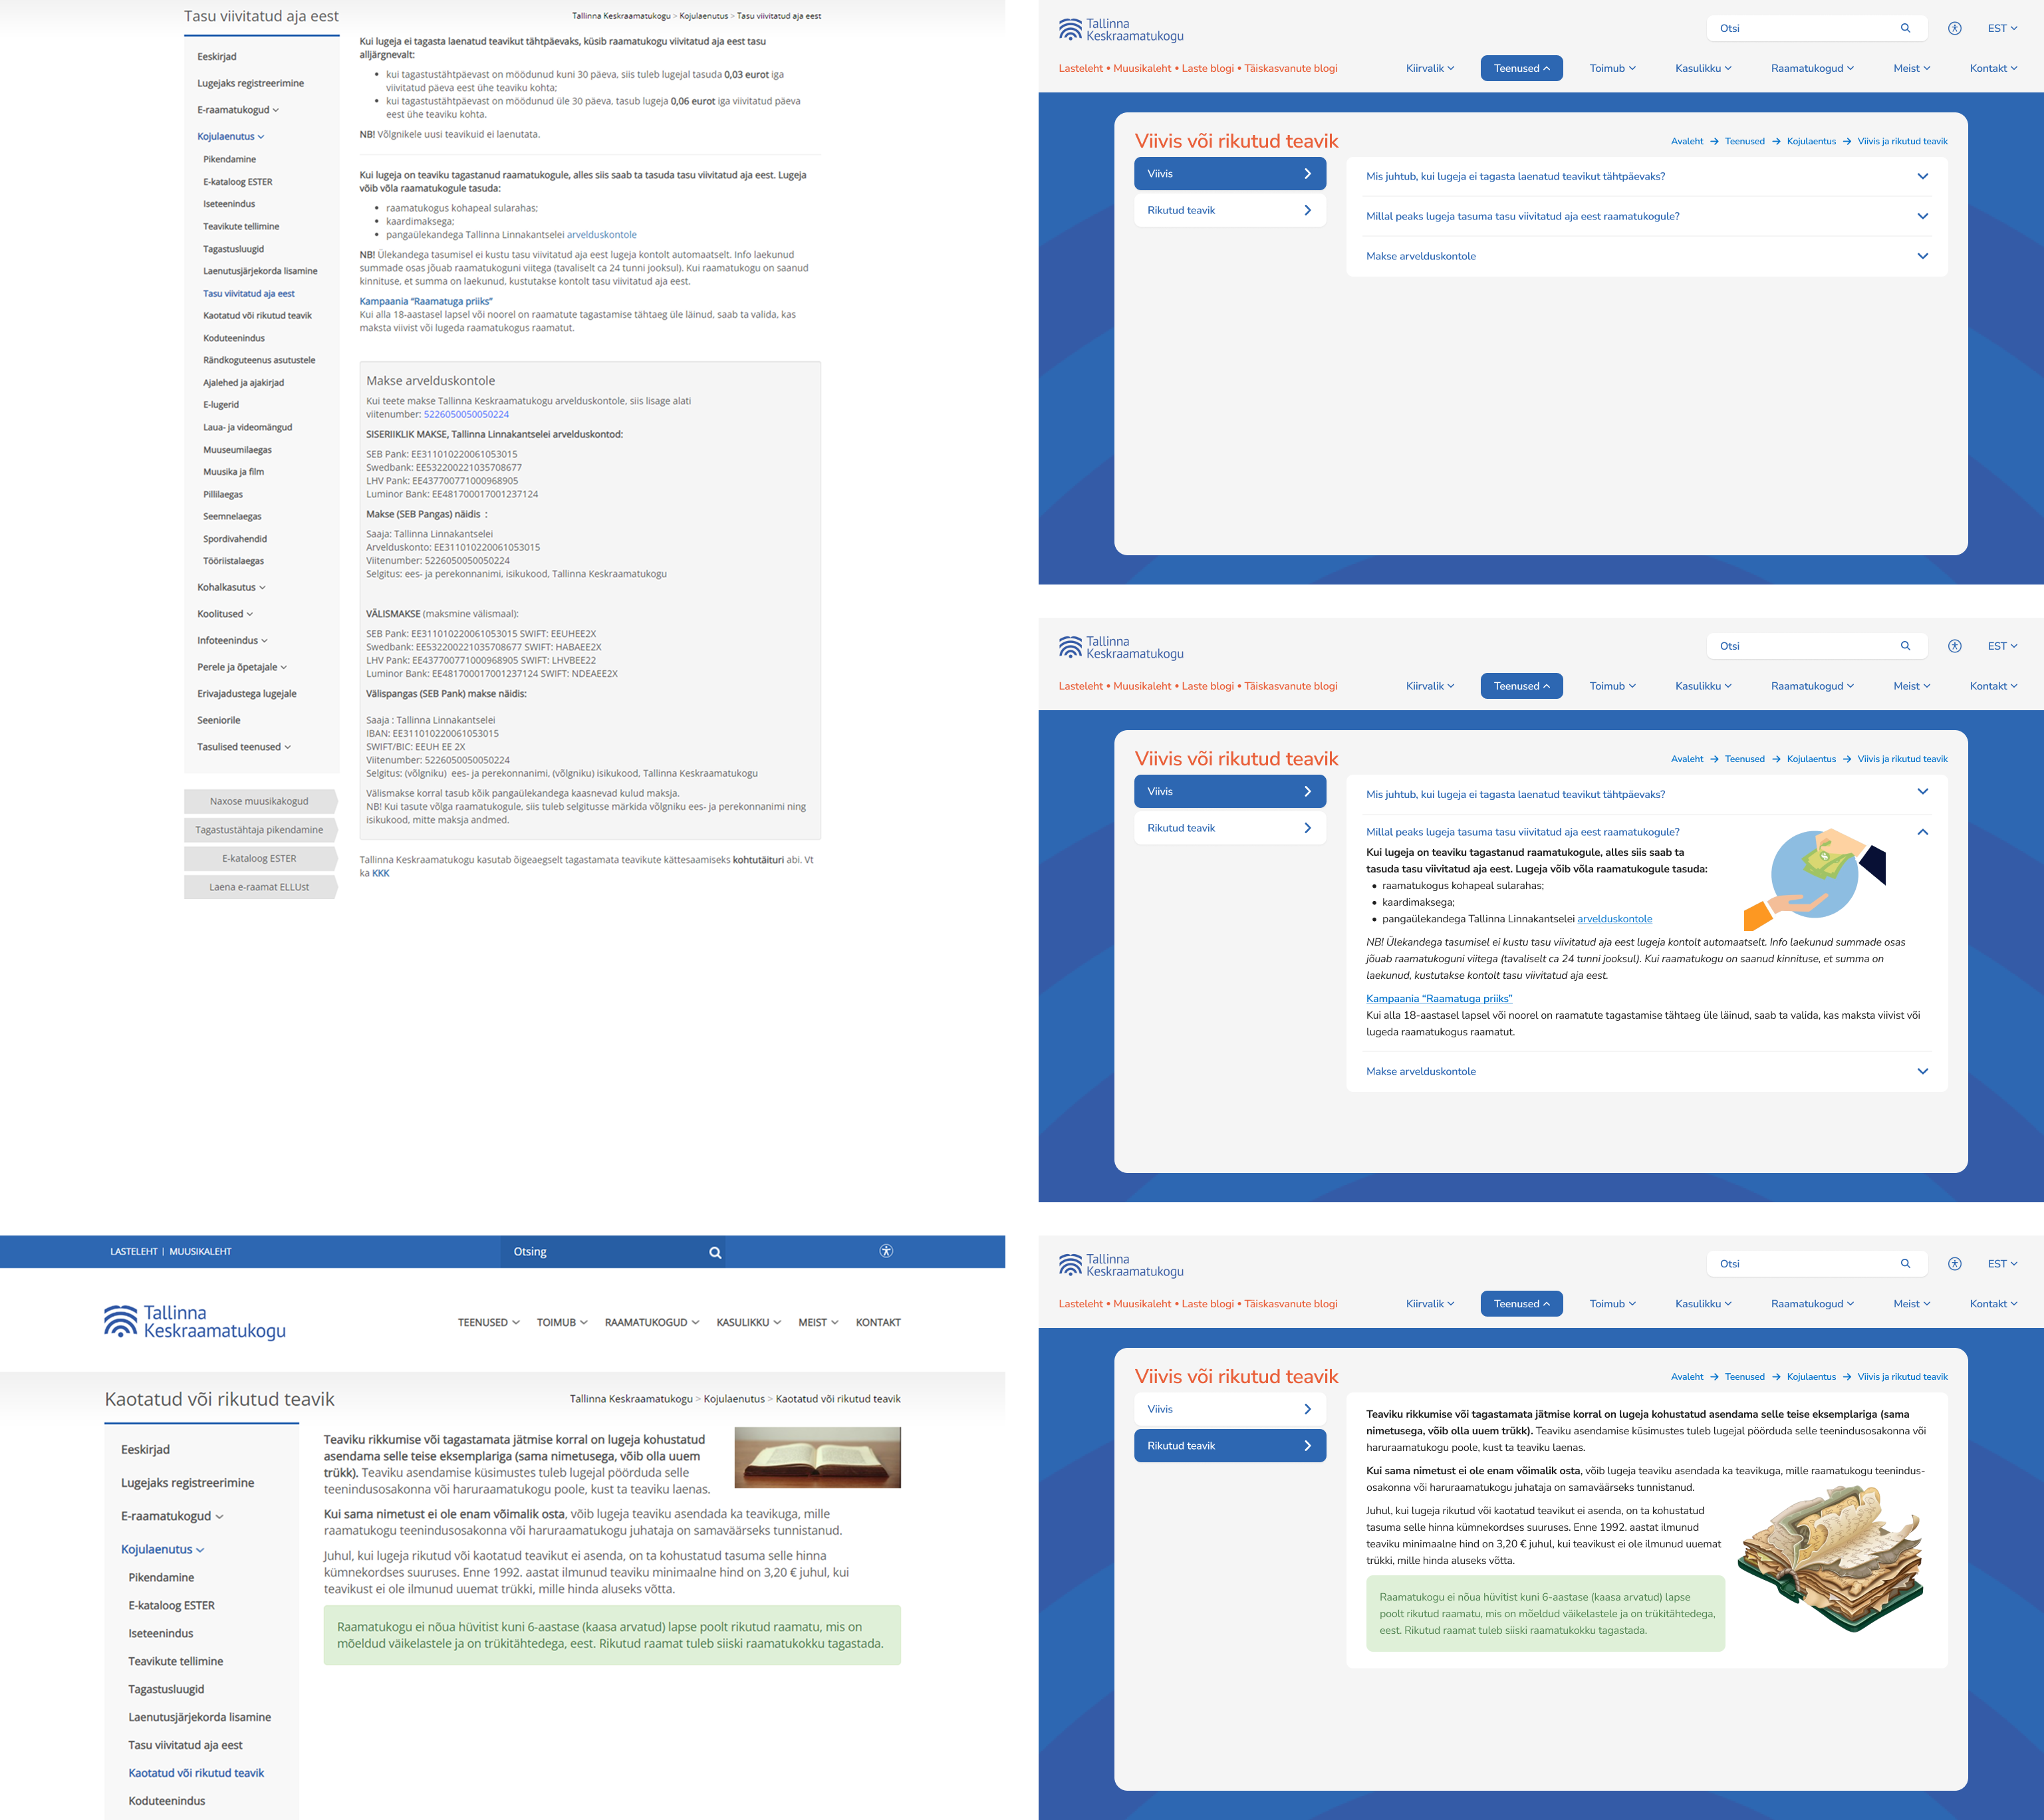 Tasu viivitatud aja eest
Tallinna Keskraamatukogu > Kojulaenutus > Tasu viivitatud aja eest
Eeskirjad
Lugejaks registreerimine
E-raamatukogud
Kojulaenutus
Pikendamine
E-kataloog ESTER
Iseteenindus
Teavikute tellimine
Tagastusluugid
Laenutusjärjekorda lisamine
Tasu viivitatud aja eest
Kaotatud või rikutud teavik
Koduteenindus
Rändkoguteenus asutustele
Ajalehed ja ajakirjad
E-lugerid
Laua- ja videomängud
Muuseumilaegas
Muusika ja film
Pillilaegas
Seemnelaegas
Spordivahendid
Tööriistalaegas
Kohalkasutus
Koolitused
Infoteenindus
Perele ja õpetajale
Erivajadustega lugejale
Seeniorile
Tasulised teenused
Naxose muusikakogud
Tagastustähtaja pikendamine
E-kataloog ESTER
Laena e-raamat ELLUst
Kui lugeja ei tagasta laenatud teavikut tähtpäevaks, küsib raamatukogu viivitatud aja eest tasu
alljärgnevalt:
• kui tagastustähtpäevast on möödunud kuni 30 päeva, siis tuleb lugejal tasuda 0,03 eurot iga
viivitatud päeva eest ühe teaviku kohta;
• kui tagastustähtpäevast on möödunud üle 30 päeva, tasub lugeja 0,06 eurot iga viivitatud päeva
eest ühe teaviku kohta.
NB! Võlgnikele uusi teavikuid ei laenutata.
Kui lugeja on teaviku tagastanud raamatukogule, alles siis saab ta tasuda tasu viivitatud aja eest. Lugeja
võib võla raamatukogule tasuda:
• raamatukogus kohapeal sularahas;
• kaardimaksega;
• pangaülekandega Tallinna Linnakantselei arvelduskontole
NB! Ülekandega tasumisel ei kustu tasu viivitatud aja eest lugeja kontolt automaatselt. Info laekunud
summade osas jõuab raamatukoguni viitega (tavaliselt ca 24 tunni jooksul). Kui raamatukogu on saanud
kinnituse, et summa on laekunud, kustutakse kontolt tasu viivitatud aja eest.
Kampaania “Raamatuga priiks”
Kui alla 18-aastasel lapsel või noorel on raamatute tagastamise tähtaeg üle läinud, saab ta valida, kas
maksta viivist või lugeda raamatukogus raamatut.
Makse arvelduskontole
Kui teete makse Tallinna Keskraamatukogu arvelduskontole, siis lisage alati
viitenumber: 5226050050050224
SISERIIKLIK MAKSE, Tallinna Linnakantselei arvelduskontod:
SEB Pank: EE311010220061053015
Swedbank: EE532200221035708677
LHV Pank: EE437700771000968905
Luminor Bank: EE481700017001237124
Makse (SEB Pangas) näidis :
Saaja: Tallinna Linnakantselei
Arvelduskonto: EE311010220061053015
Viitenumber: 5226050050050224
Selgitus: ees- ja perekonnanimi, isikukood, Tallinna Keskraamatukogu
VÄLISMAKSE (maksmine välismaal):
SEB Pank: EE311010220061053015 SWIFT: EEUHEE2X
Swedbank: EE532200221035708677 SWIFT: HABAEE2X
LHV Pank: EE437700771000968905 SWIFT: LHVBEE22
Luminor Bank: EE481700017001237124 SWIFT: NDEAEE2X
Välispangas (SEB Pank) makse näidis:
Saaja : Tallinna Linnakantselei
IBAN: EE311010220061053015
SWIFT/BIC: EEUH EE 2X
Viitenumber: 5226050050050224
Selgitus: (võlgniku) ees- ja perekonnanimi, (võlgniku) isikukood, Tallinna Keskraamatukogu
Välismakse korral tasub kõik pangaülekandega kaasnevad kulud maksja.
NB! Kui tasute võlga raamatukogule, siis tuleb selgitusse märkida võlgniku ees- ja perekonnanimi ning
isikukood, mitte maksja andmed.
Tallinna Keskraamatukogu kasutab õigeaegselt tagastamata teavikute kättesaamiseks kohtutäituri abi. Vt
ka KKK
Tallinna
Keskraamatukogu
Otsi
EST
Lasteleht • Muusikaleht • Laste blogi • Täiskasvanute blogi
Kiirvalik
Teenused
Toimub
Kasulikku
Raamatukogud
Meist
Kontakt
Viivis või rikutud teavik
Avaleht → Teenused → Kojulaentus → Viivis ja rikutud teavik
Viivis
Rikutud teavik
Mis juhtub, kui lugeja ei tagasta laenatud teavikut tähtpäevaks?
Millal peaks lugeja tasuma tasu viivitatud aja eest raamatukogule?
Makse arvelduskontole
Tallinna
Keskraamatukogu
Otsi
EST
Lasteleht • Muusikaleht • Laste blogi • Täiskasvanute blogi
Kiirvalik
Teenused
Toimub
Kasulikku
Raamatukogud
Meist
Kontakt
Viivis või rikutud teavik
Avaleht → Teenused → Kojulaentus → Viivis ja rikutud teavik
Viivis
Rikutud teavik
Mis juhtub, kui lugeja ei tagasta laenatud teavikut tähtpäevaks?
Millal peaks lugeja tasuma tasu viivitatud aja eest raamatukogule?
Kui lugeja on teaviku tagastanud raamatukogule, alles siis saab ta
tasuda tasu viivitatud aja eest. Lugeja võib võla raamatukogule tasuda:
• raamatukogus kohapeal sularahas;
• kaardimaksega;
• pangaülekandega Tallinna Linnakantselei arvelduskontole
NB! Ülekandega tasumisel ei kustu tasu viivitatud aja eest lugeja kontolt automaatselt. Info laekunud summade osas
jõuab raamatukoguni viitega (tavaliselt ca 24 tunni jooksul). Kui raamatukogu on saanud kinnituse, et summa on
laekunud, kustutakse kontolt tasu viivitatud aja eest.
Kampaania “Raamatuga priiks”
Kui alla 18-aastasel lapsel või noorel on raamatute tagastamise tähtaeg üle läinud, saab ta valida, kas maksta viivist või
lugeda raamatukogus raamatut.
Makse arvelduskontole
LASTELEHT | MUUSIKALEHT
Otsing
Tallinna
Keskraamatukogu
TEENUSED
TOIMUB
RAAMATUKOGUD
KASULIKKU
MEIST
KONTAKT
Kaotatud või rikutud teavik
Tallinna Keskraamatukogu > Kojulaenutus > Kaotatud või rikutud teavik
Eeskirjad
Lugejaks registreerimine
E-raamatukogud
Kojulaenutus
Pikendamine
E-kataloog ESTER
Iseteenindus
Teavikute tellimine
Tagastusluugid
Laenutusjärjekorda lisamine
Tasu viivitatud aja eest
Kaotatud või rikutud teavik
Koduteenindus
Teaviku rikkumise või tagastamata jätmise korral on lugeja kohustatud
asendama selle teise eksemplariga (sama nimetusega, võib olla uuem
trükk). Teaviku asendamise küsimustes tuleb lugejal pöörduda selle
teenindusosakonna või haruraamatukogu poole, kust ta teaviku laenas.
Kui sama nimetust ei ole enam võimalik osta, võib lugeja teaviku asendada ka teavikuga, mille
raamatukogu teenindusosakonna või haruraamatukogu juhataja on samaväärseks tunnistanud.
Juhul, kui lugeja rikutud või kaotatud teavikut ei asenda, on ta kohustatud tasuma selle hinna
kümnekordses suuruses. Enne 1992. aastat ilmunud teaviku minimaalne hind on 3,20 € juhul, kui
teavikust ei ole ilmunud uuemat trükki, mille hinda aluseks võtta.
Raamatukogu ei nõua hüvitist kuni 6-aastase (kaasa arvatud) lapse poolt rikutud raamatu, mis on
mõeldud väikelastele ja on trükitähtedega, eest. Rikutud raamat tuleb siiski raamatukokku tagastada.
Tallinna
Keskraamatukogu
Otsi
EST
Lasteleht • Muusikaleht • Laste blogi • Täiskasvanute blogi
Kiirvalik
Teenused
Toimub
Kasulikku
Raamatukogud
Meist
Kontakt
Viivis või rikutud teavik
Avaleht → Teenused → Kojulaentus → Viivis ja rikutud teavik
Viivis
Rikutud teavik
Teaviku rikkumise või tagastamata jätmise korral on lugeja kohustatud asendama selle teise eksemplariga (sama
nimetusega, võib olla uuem trükk). Teaviku asendamise küsimustes tuleb lugejal pöörduda selle teenindusosakonna või
haruraamatukogu poole, kust ta teaviku laenas.
Kui sama nimetust ei ole enam võimalik osta, võib lugeja teaviku asendada ka teavikuga, mille raamatukogu teenindus-
osakonna või haruraamatukogu juhataja on samaväärseks tunnistanud.
Juhul, kui lugeja rikutud või kaotatud teavikut ei asenda, on ta kohustatud
tasuma selle hinna kümnekordses suuruses. Enne 1992. aastat ilmunud
teaviku minimaalne hind on 3,20 € juhul, kui teavikust ei ole ilmunud uuemat
trükki, mille hinda aluseks võtta.
Raamatukogu ei nõua hüvitist kuni 6-aastase (kaasa arvatud) lapse
poolt rikutud raamatu, mis on mõeldud väikelastele ja on trükitähtedega,
eest. Rikutud raamat tuleb siiski raamatukokku tagastada.